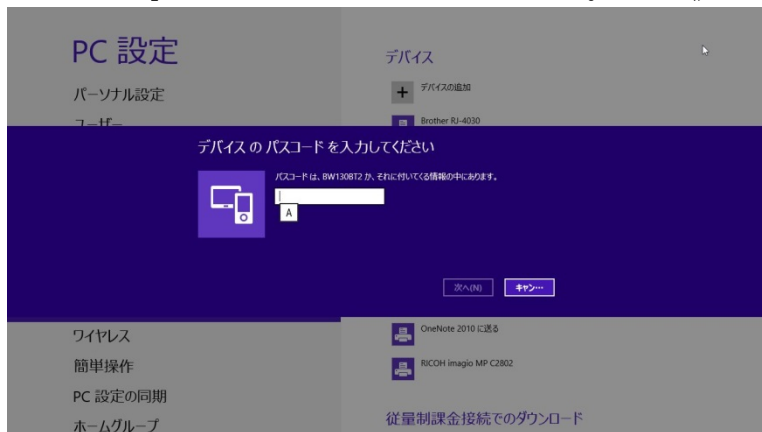 PC 設定
デバイス
デバイスの追加
パーソナル設定
Brother RJ-4030
ユーザー
デバイス の パスコード を入力してください
パスコード は、BW130BT2 か、それに付いてくる情報の中にあります。
A
次へ(N)
キャン…
ワイヤレス
OneNote 2010 に送る
簡単操作
RICOH imagio MP C2802
PC 設定の同期
ホームグループ
従量制課金接続でのダウンロード